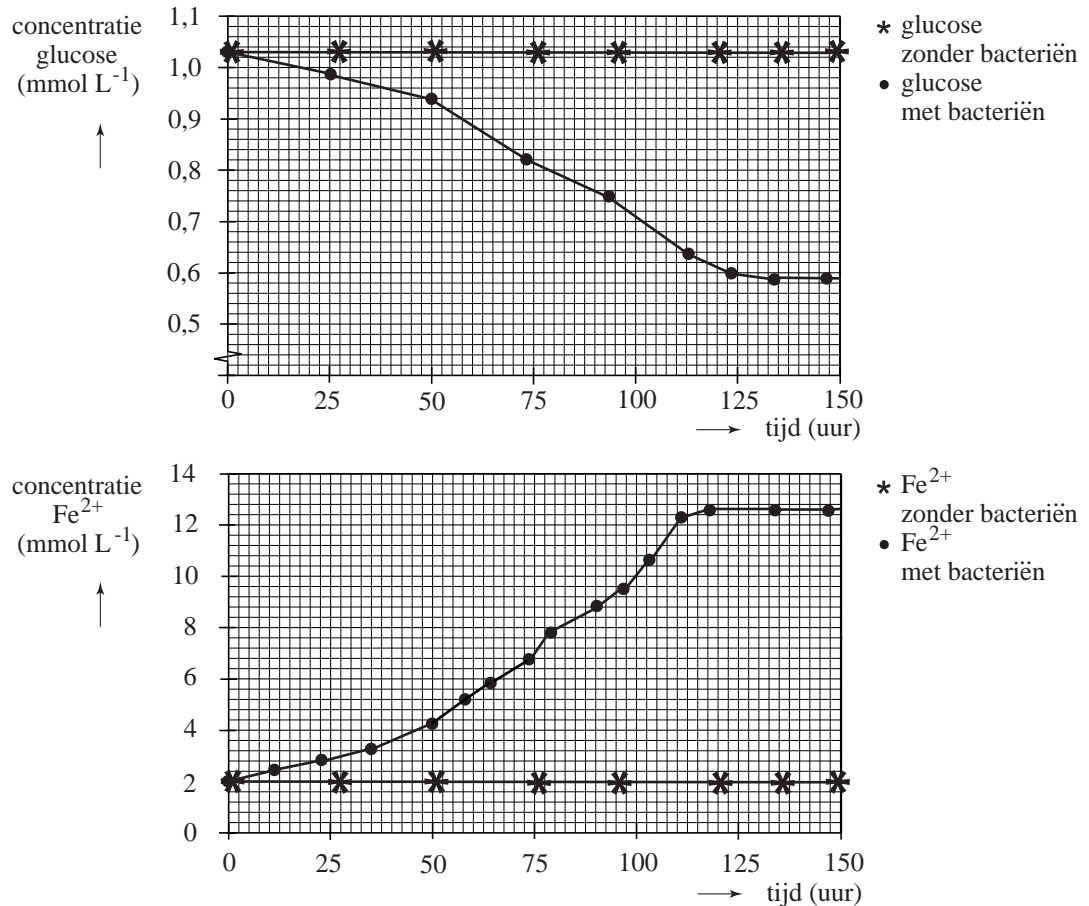 concentratie
glucose
(mmol L-1)
1,1
1,0
0,9
0,8
0,7
0,6
0,5
0 25 50 75 100 125 150
tijd (uur)
* glucose
zonder bacteriën
• glucose
met bacteriën
concentratie
Fe2+
(mmol L-1)
14
12
10
8
6
4
2
0
0 25 50 75 100 125 150
tijd (uur)
* Fe2+
zonder bacteriën
• Fe2+
met bacteriën